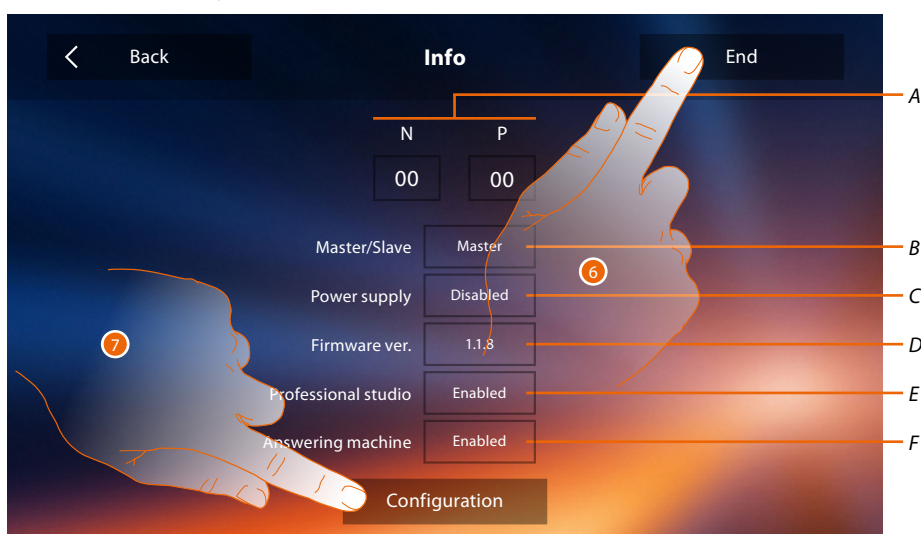 Back Info End
A
N P
00 00
Master/Slave Master B
6
Power supply Disabled C
7 Firmware ver. 1.1.8 D
Professional studio Enabled E
Answering machine Enabled F
Configuration